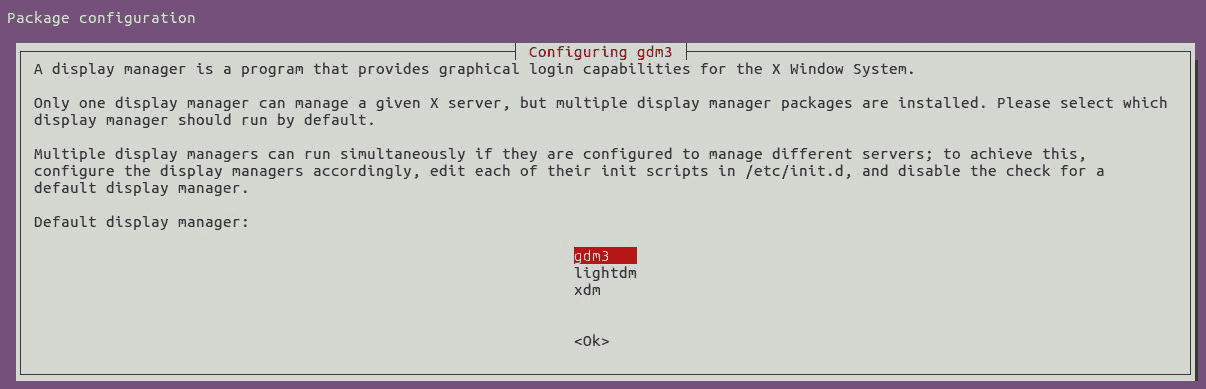 Package configuration
Configuring gdm3
A display manager is a program that provides graphical login capabilities for the X Window System.
Only one display manager can manage a given X server, but multiple display manager packages are installed. Please select which
display manager should run by default.
Multiple display managers can run simultaneously if they are configured to manage different servers; to achieve this,
configure the display managers accordingly, edit each of their init scripts in /etc/init.d, and disable the check for a
default display manager.
Default display manager:
gdm3
lightdm
xdm
<Ok>